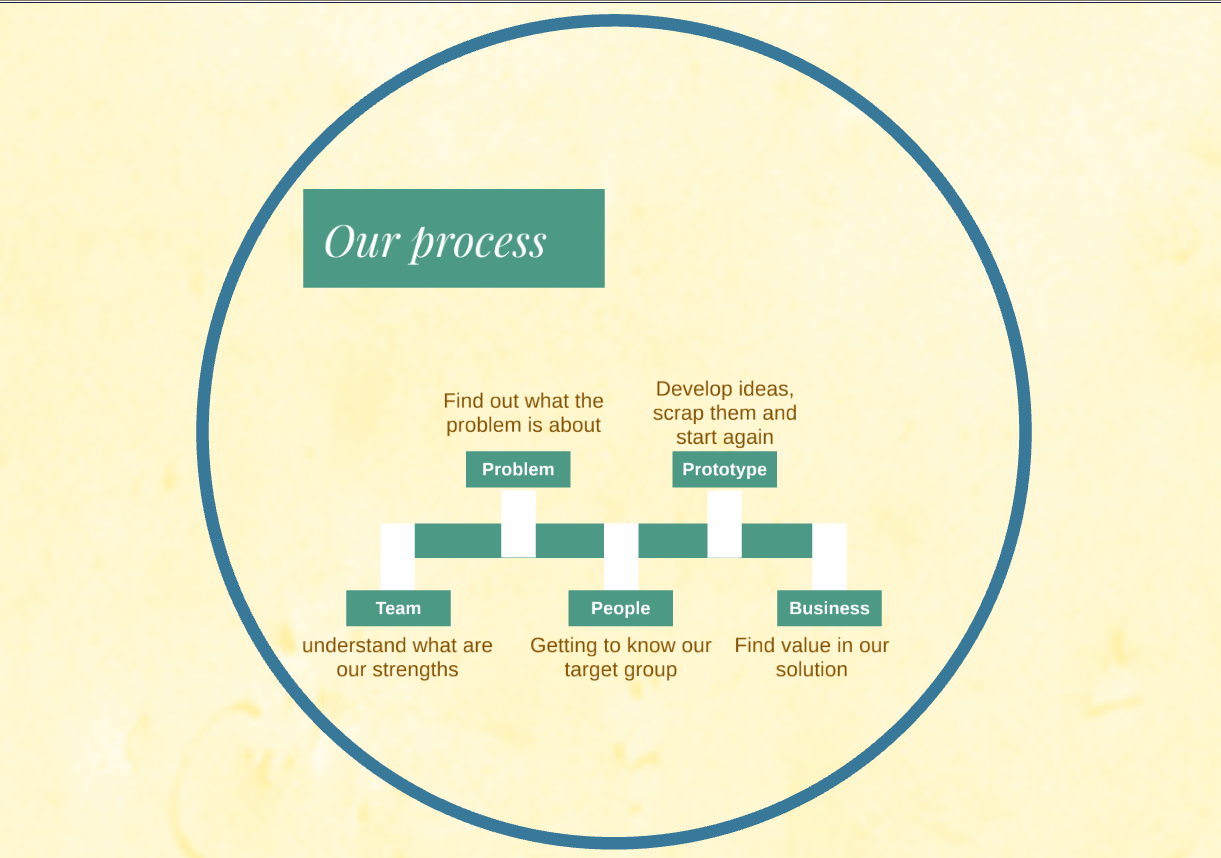 Our process
Find out what the
problem is about
Develop ideas,
scrap them and
start again
Problem
Prototype
Team
People
Business
understand what are
our strengths
Getting to know our
target group
Find value in our
solution